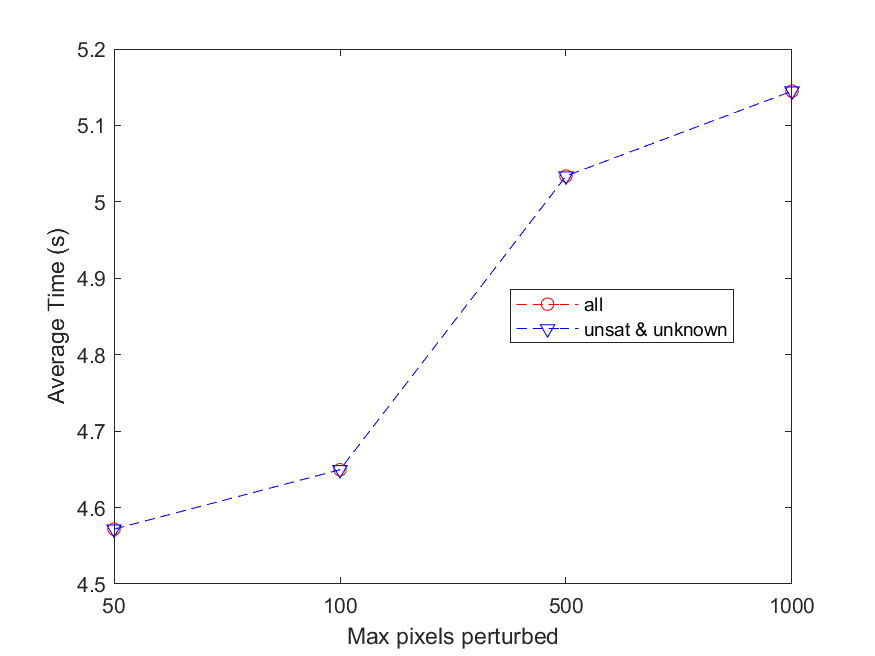 5.2
5.1
5
4.9
4.8
4.7
4.6
4.5
Average Time (s)
all
unsat & unknown
50 100 500 1000
Max pixels perturbed